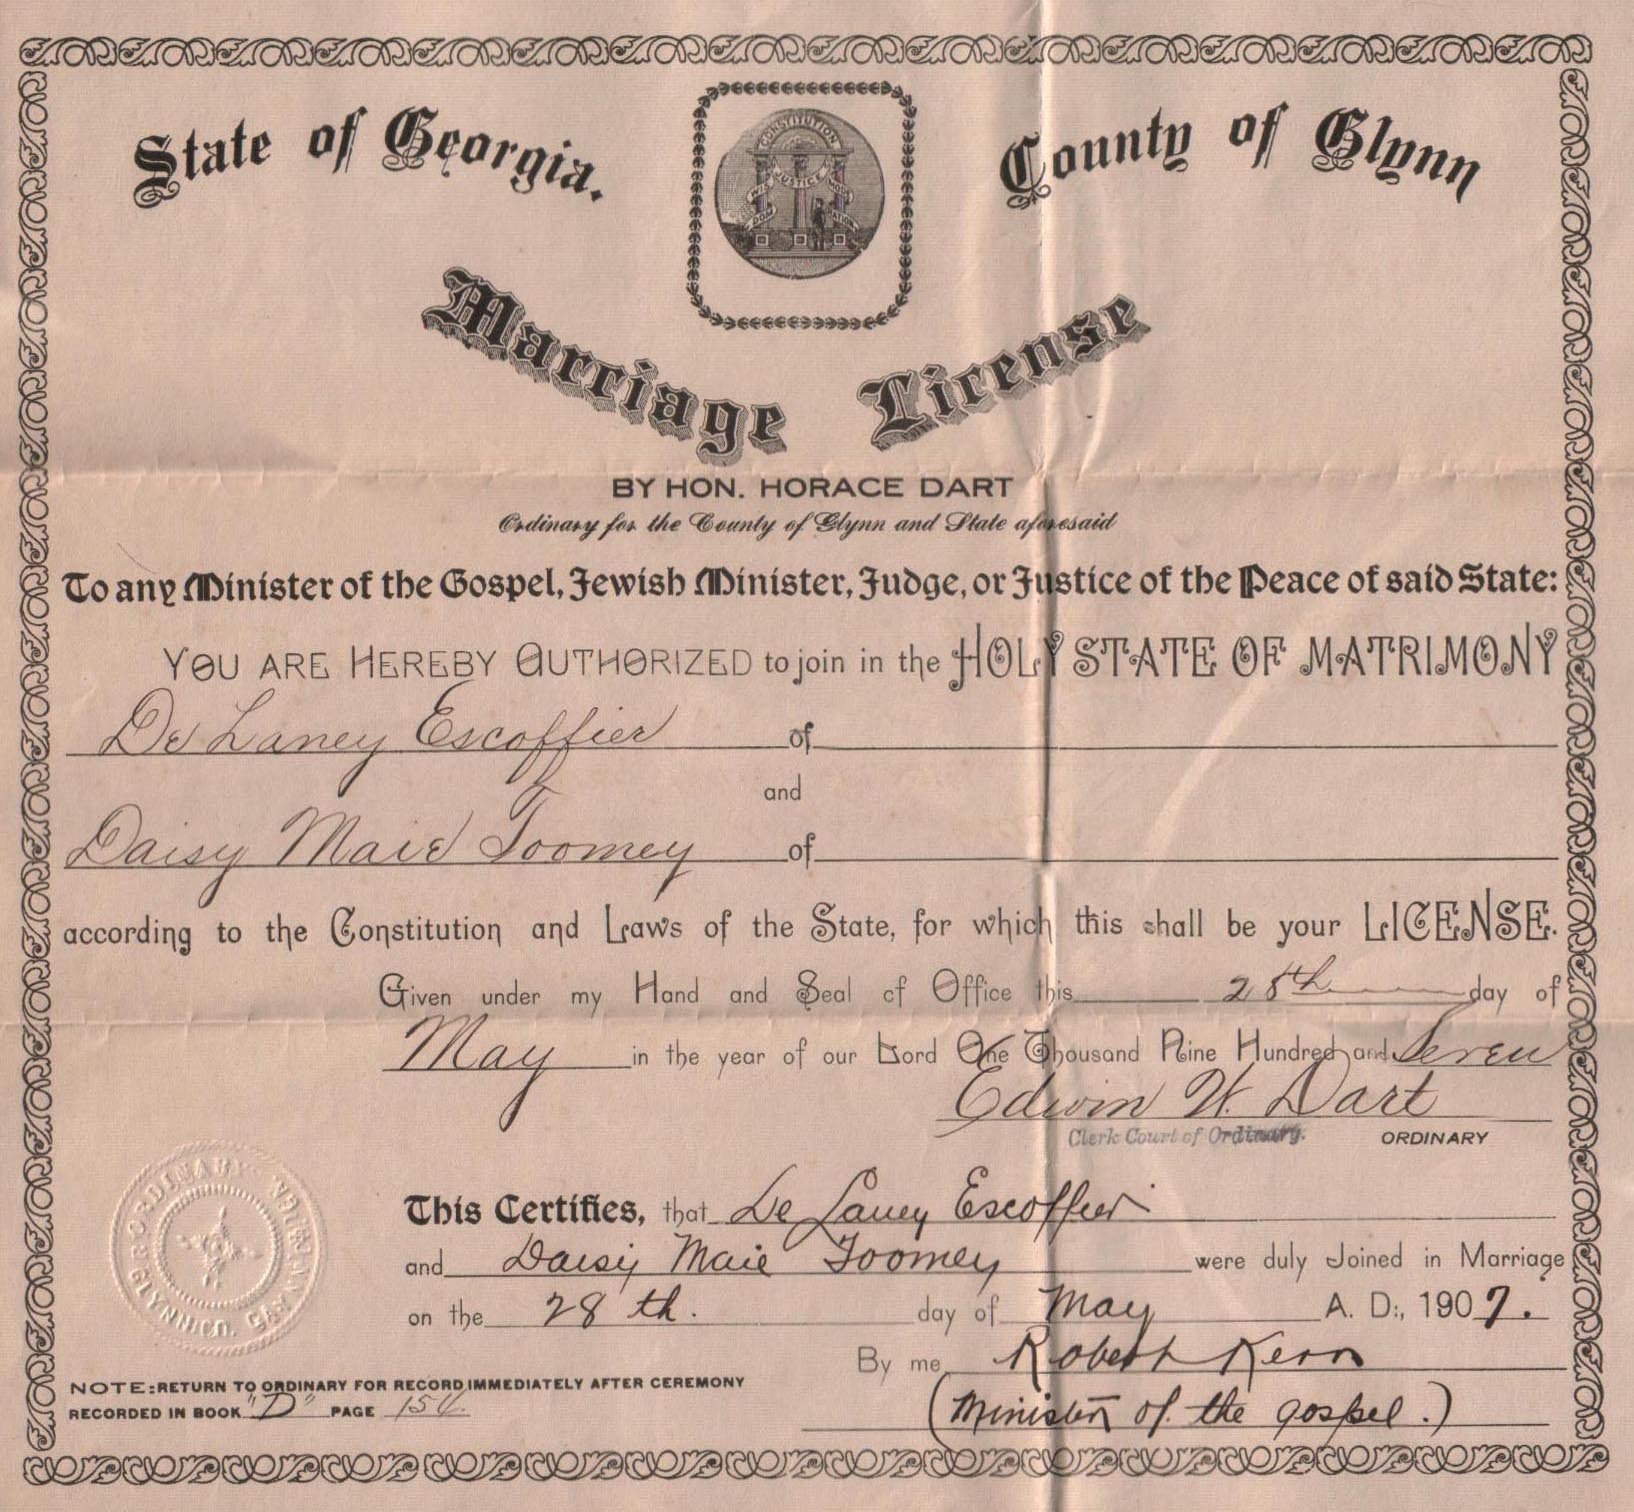 State of Georgia.
County of Glynn
CONSTITUTION
WISDOM JUSTICE MODERATION
Marriage License
BY HON. HORACE DART
Ordinary for the County of Glynn and State aforesaid
To any Minister of the Gospel, Jewish Minister, Judge, or Justice of the Peace of said State:
YOU ARE HEREBY AUTHORIZED to join in the HOLY STATE OF MATRIMONY
De Laney Escoffier of
and
Daisy Maie Toomey of
according to the Constitution and Laws of the State, for which this shall be your LICENSE.
Given under my Hand and Seal of Office this 28th day of
May in the year of our Lord One Thousand Nine Hundred and Seven
Edwin W. Dart
Clerk Court of Ordinary. ORDINARY
This Certifies, that De Laney Escoffier
and Daisy Maie Toomey were duly Joined in Marriage
on the 28th. day of May A. D., 1907.
By me Robert Kerr
(Minister of the gospel.)
NOTE: RETURN TO ORDINARY FOR RECORD IMMEDIATELY AFTER CEREMONY
RECORDED IN BOOK "D" PAGE
ORDINARY
GLYNN CO.